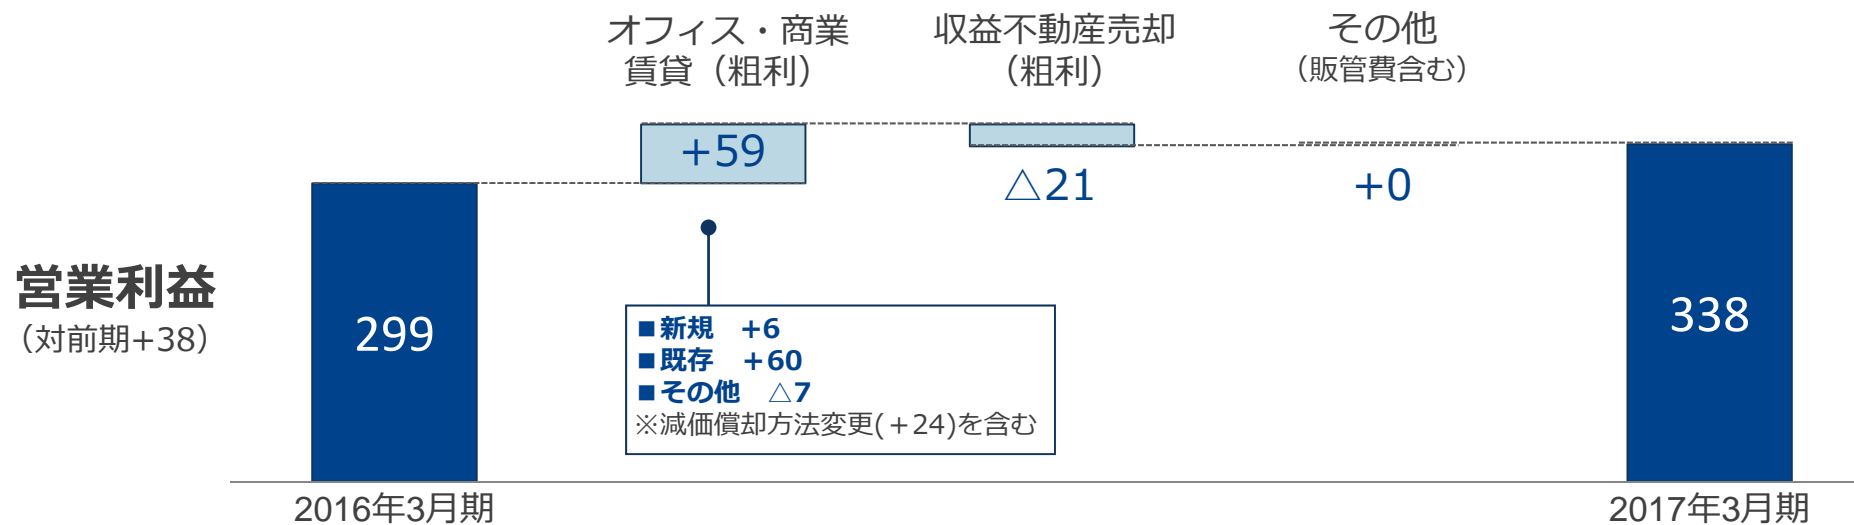 オフィス・商業
賃貸（粗利）
収益不動産売却
（粗利）
その他
（販管費含む）
+59
△21
+0
営業利益
（対前期+38）
299
338
■新規　+6
■既存　+60
■その他　△7
※減価償却方法変更(＋24)を含む
2016年3月期
2017年3月期